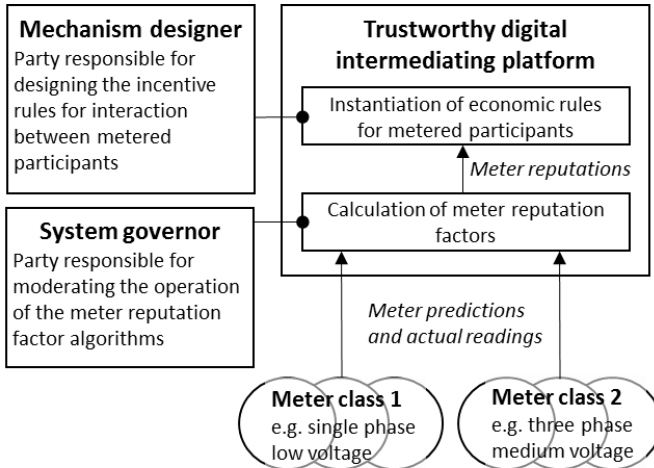 Mechanism designer
Party responsible for
designing the incentive
rules for interaction
between metered
participants
Trustworthy digital
intermediating platform
Instantiation of economic rules
for metered participants
Meter reputations
Calculation of meter reputation
factors
System governor
Party responsible for
moderating the operation
of the meter reputation
factor algorithms
Meter predictions
and actual readings
Meter class 1
e.g. single phase
low voltage
Meter class 2
e.g. three phase
medium voltage